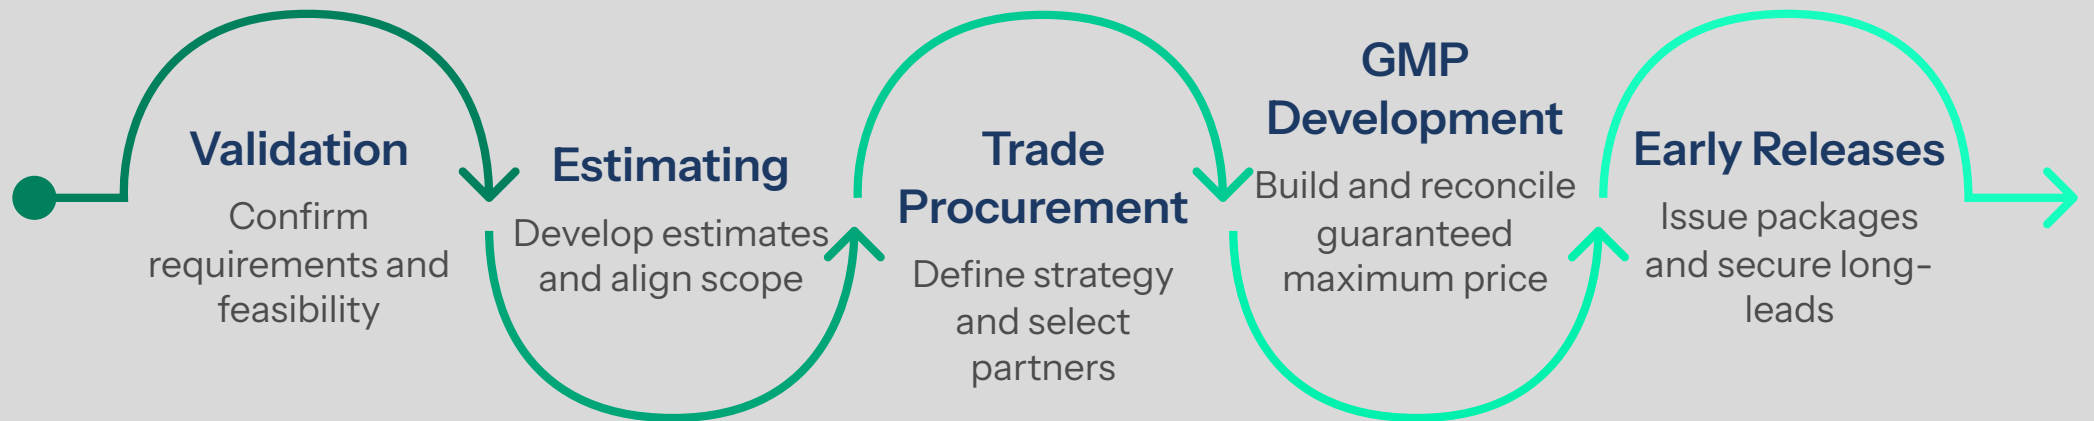 Validation
Confirm
requirements and
feasibility
Estimating
Develop estimates
and align scope
Trade
Procurement
Define strategy
and select
partners
GMP
Development
Build and reconcile
guaranteed
maximum price
Early Releases
Issue packages
and secure long-
leads